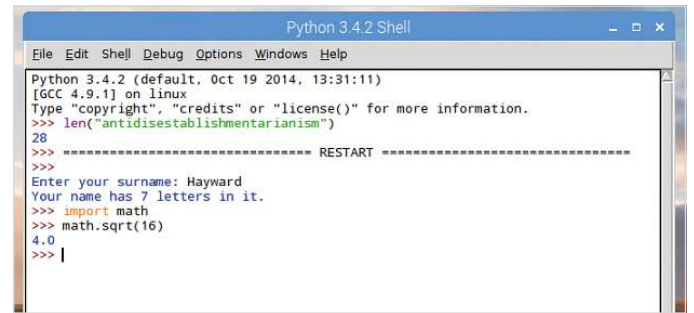 Python 3.4.2 Shell
File Edit Shell Debug Options Windows Help
Python 3.4.2 (default, Oct 19 2014, 13:31:11)
[GCC 4.9.1] on linux
Type "copyright", "credits" or "license()" for more information.
>>> len("antidisestablishmentarianism")
28
>>> ================================ RESTART ================================
>>>
Enter your surname: Hayward
Your name has 7 letters in it.
>>> import math
>>> math.sqrt(16)
4.0
>>>